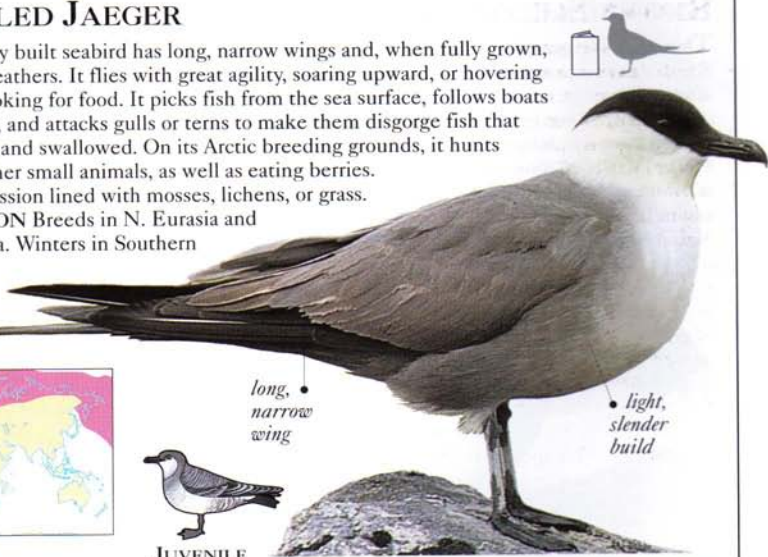 LED JAEGER
y built seabird has long, narrow wings and, when fully grown,
eathers. It flies with great agility, soaring upward, or hovering
oking for food. It picks fish from the sea surface, follows boats
, and attacks gulls or terns to make them disgorge fish that
and swallowed. On its Arctic breeding grounds, it hunts
her small animals, as well as eating berries.
ssion lined with mosses, lichens, or grass.
ON Breeds in N. Eurasia and
a. Winters in Southern
long,
narrow
wing
light,
slender
build
JUVENILE